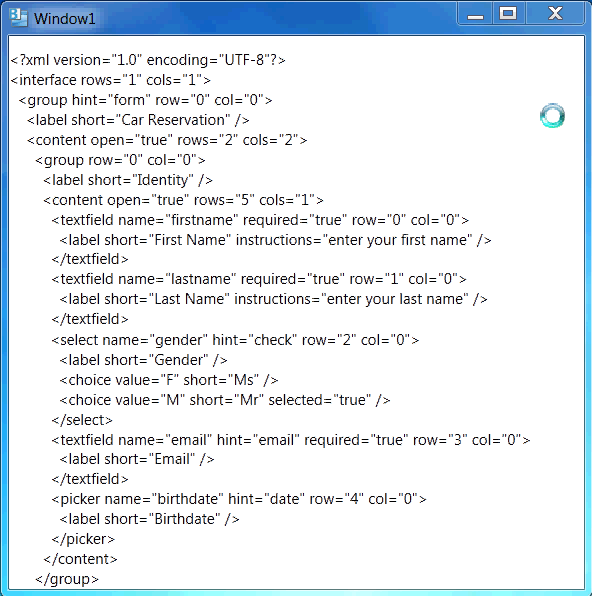 Window1
<?xml version="1.0" encoding="UTF-8"?>
<interface rows="1" cols="1">
<group hint="form" row="0" col="0">
<label short="Car Reservation" />
<content open="true" rows="2" cols="2">
<group row="0" col="0">
<label short="Identity" />
<content open="true" rows="5" cols="1">
<textfield name="firstname" required="true" row="0" col="0">
<label short="First Name" instructions="enter your first name" />
</textfield>
<textfield name="lastname" required="true" row="1" col="0">
<label short="Last Name" instructions="enter your last name" />
</textfield>
<select name="gender" hint="check" row="2" col="0">
<label short="Gender" />
<choice value="F" short="Ms" />
<choice value="M" short="Mr" selected="true" />
</select>
<textfield name="email" hint="email" required="true" row="3" col="0">
<label short="Email" />
</textfield>
<picker name="birthdate" hint="date" row="4" col="0">
<label short="Birthdate" />
</picker>
</content>
</group>